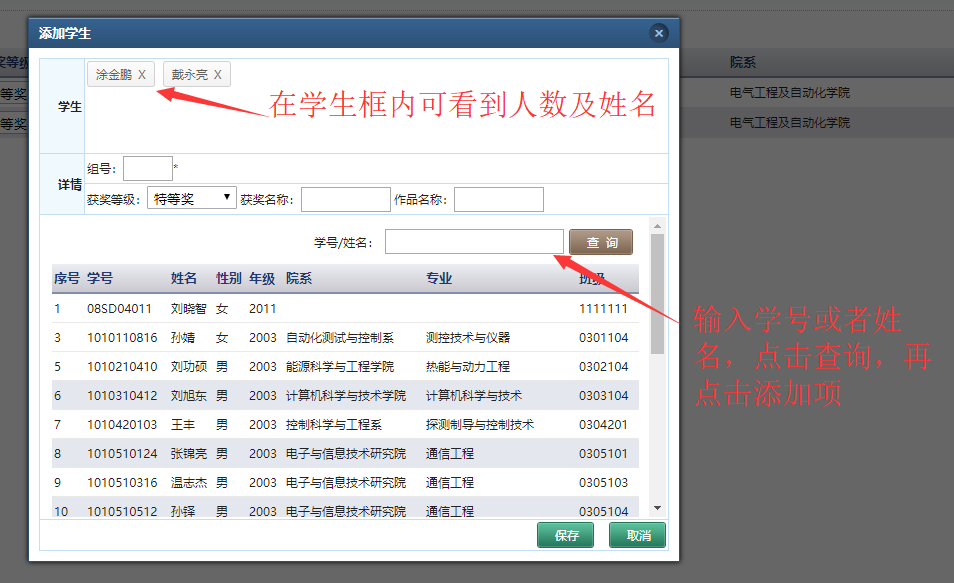 添加学生
奖等级
院系
等奖
电气工程及自动化学院
等奖
电气工程及自动化学院
学生
涂金鹏 X 戴永亮 X
在学生框内可看到人数及姓名
详情
组号: *
获奖等级: 特等奖 获奖名称: 作品名称:
学号/姓名: 查 询
序号 学号 姓名 性别 年级 院系 专业 班级
1 08SD04011 刘晓智 女 2011 1111111
3 1010110816 孙婧 女 2003 自动化测试与控制系 测控技术与仪器 0301104
5 1010210410 刘功硕 男 2003 能源科学与工程学院 热能与动力工程 0302104
6 1010310412 刘旭东 男 2003 计算机科学与技术学院 计算机科学与技术 0303104
7 1010420103 王丰 男 2003 控制科学与工程系 探测制导与控制技术 0304201
8 1010510124 张锦亮 男 2003 电子与信息技术研究院 通信工程 0305101
9 1010510316 温志杰 男 2003 电子与信息技术研究院 通信工程 0305103
10 1010510512 孙铎 男 2003 电子与信息技术研究院 通信工程 0305104
输入学号或者姓
名，点击查询，再
点击添加项
保存 取消